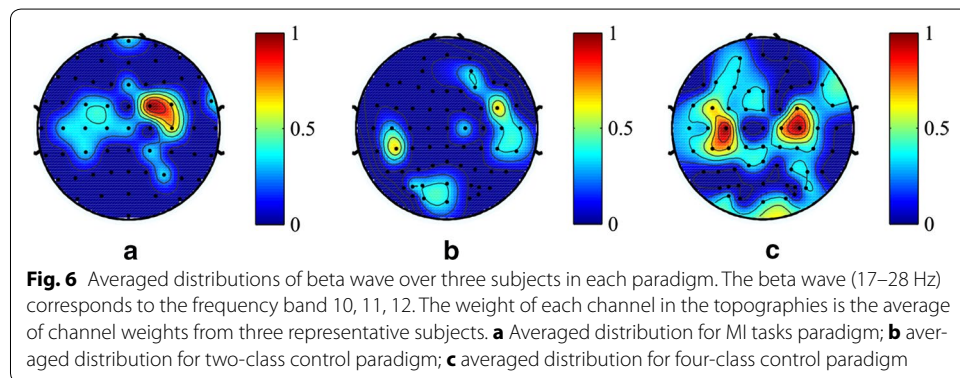 1
0.5
0
1
0.5
0
1
0.5
0
a
b
c
Fig. 6 Averaged distributions of beta wave over three subjects in each paradigm. The beta wave (17–28 Hz)
corresponds to the frequency band 10, 11, 12. The weight of each channel in the topographies is the average
of channel weights from three representative subjects. a Averaged distribution for MI tasks paradigm; b aver-
aged distribution for two-class control paradigm; c averaged distribution for four-class control paradigm